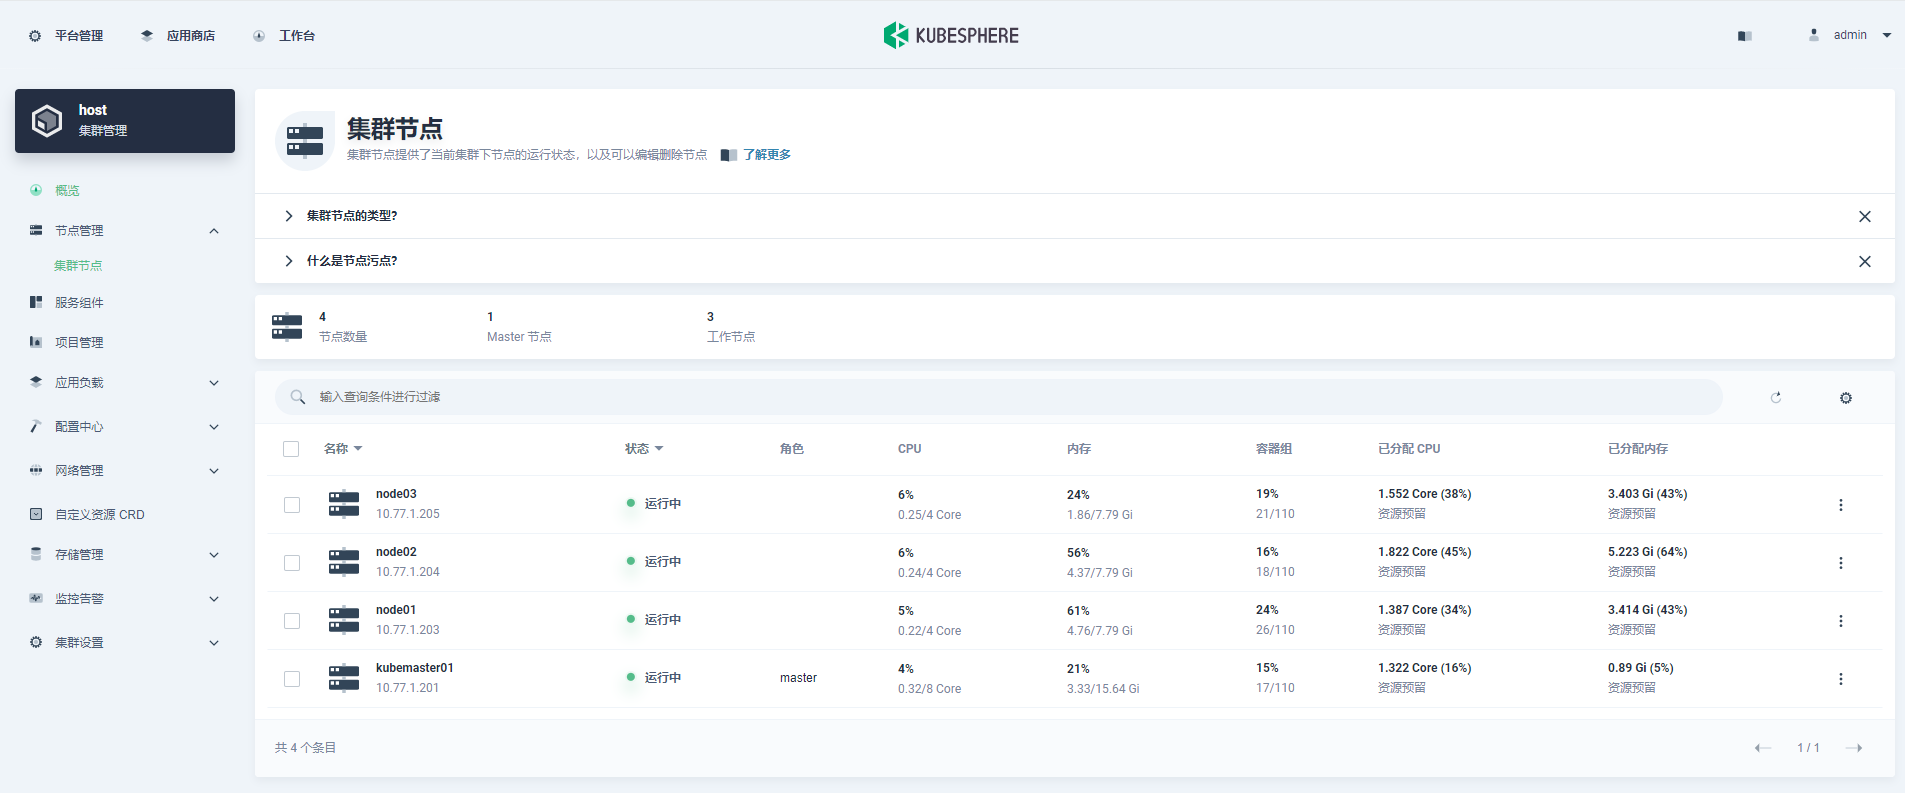 平台管理 应用商店 工作台 KUBESPHERE admin
host
集群管理
概览
节点管理
集群节点
服务组件
项目管理
应用负载
配置中心
网络管理
自定义资源 CRD
存储管理
监控告警
集群设置
集群节点
集群节点提供了当前集群下节点的运行状态，以及可以编辑删除节点 了解更多
集群节点的类型?
什么是节点污点?
4 1 3
节点数量 Master 节点 工作节点
输入查询条件进行过滤
名称 状态 角色 CPU 内存 容器组 已分配 CPU 已分配内存
node03 运行中 6% 24% 19% 1.552 Core (38%) 3.403 Gi (43%)
10.77.1.205 0.25/4 Core 1.86/7.79 Gi 21/110 资源预留 资源预留
node02 运行中 6% 56% 16% 1.822 Core (45%) 5.223 Gi (64%)
10.77.1.204 0.24/4 Core 4.37/7.79 Gi 18/110 资源预留 资源预留
node01 运行中 5% 61% 24% 1.387 Core (34%) 3.414 Gi (43%)
10.77.1.203 0.22/4 Core 4.76/7.79 Gi 26/110 资源预留 资源预留
kubemaster01 运行中 master 4% 21% 15% 1.322 Core (16%) 0.89 Gi (5%)
10.77.1.201 0.32/8 Core 3.33/15.64 Gi 17/110 资源预留 资源预留
共 4 个条目 1 / 1